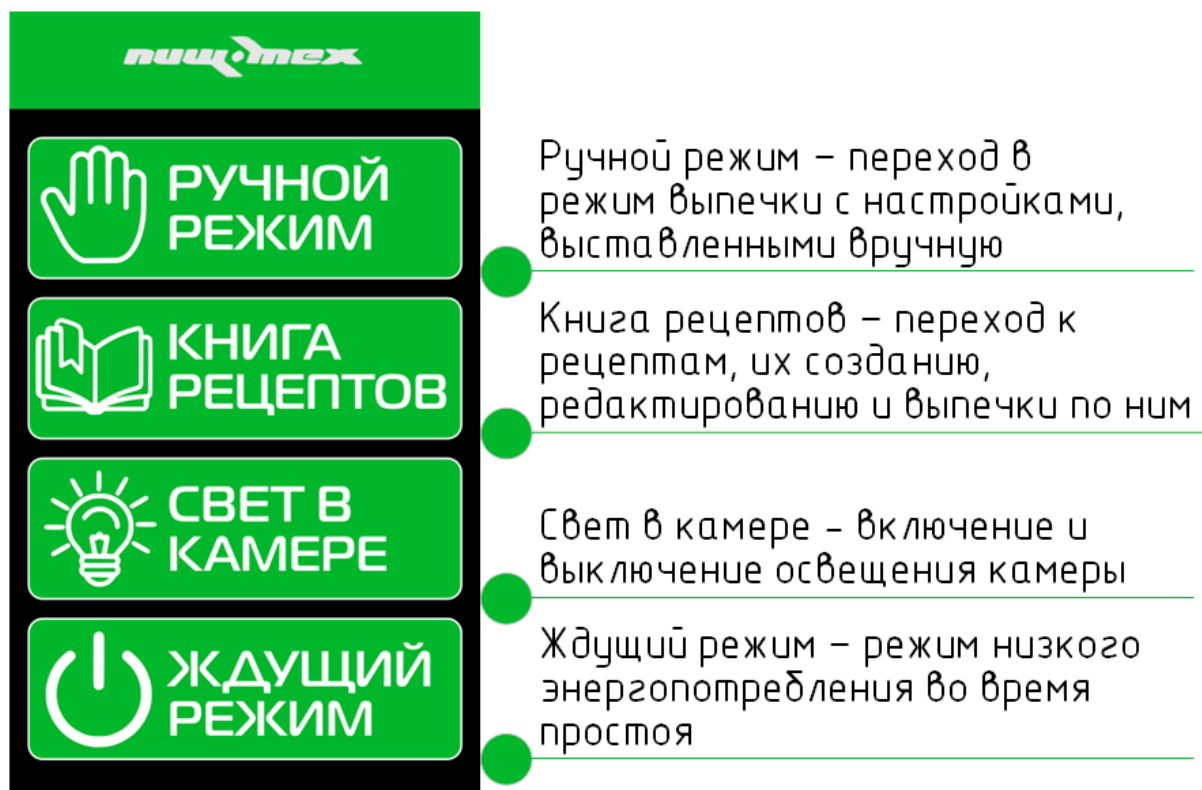 пищтех
РУЧНОЙ
РЕЖИМ
Ручной режим – переход в
режим выпечки с настройками,
выставленными вручную
КНИГА
РЕЦЕПТОВ
Книга рецептов – переход к
рецептам, их созданию,
редактированию и выпечки по ним
СВЕТ В
КАМЕРЕ
Свет в камере – включение и
выключение освещения камеры
ЖДУЩИЙ
РЕЖИМ
Ждущий режим – режим низкого
энергопотребления во время
простоя